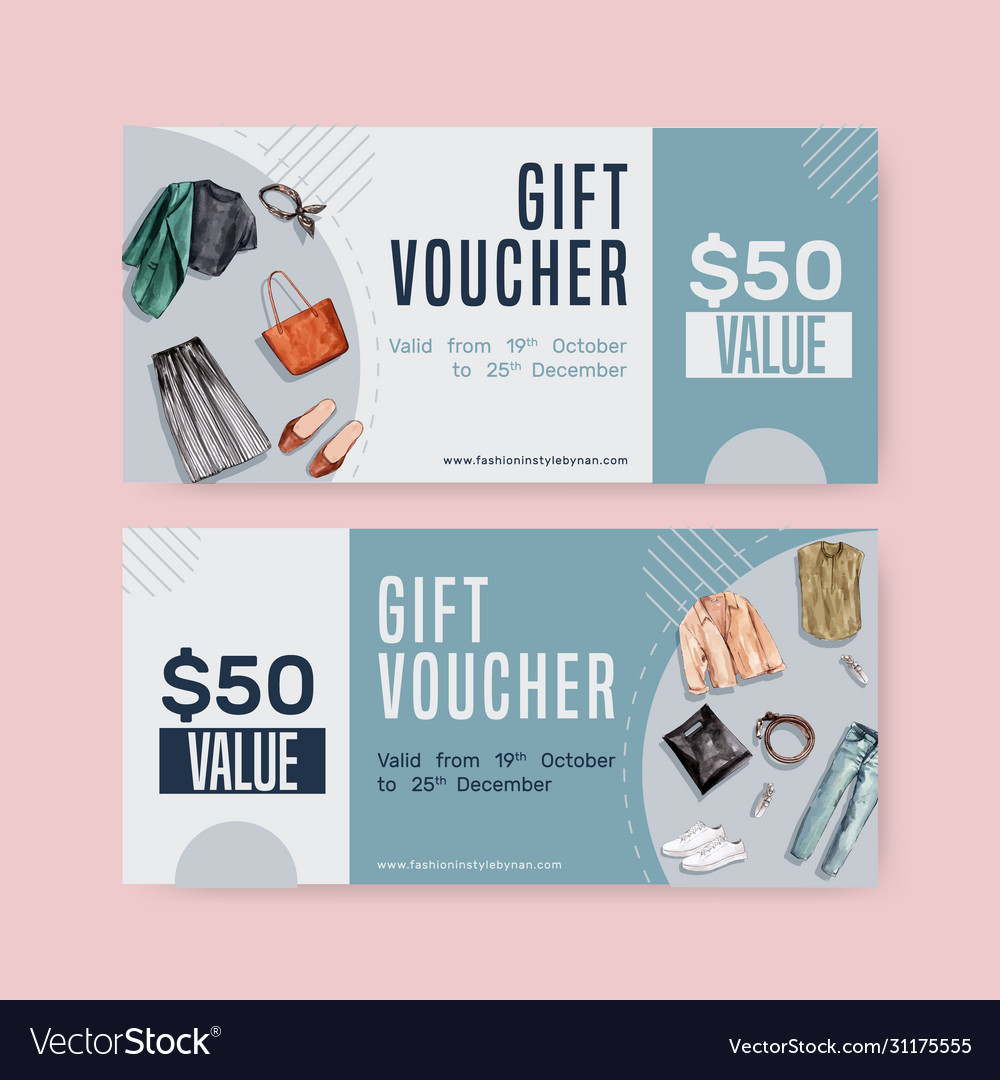 GIFT
VOUCHER
Valid from 19th October
to 25th December
www.fashioninstylebynan.com
$50
VALUE
$50
VALUE
GIFT
VOUCHER
Valid from 19th October
to 25th December
www.fashioninstylebynan.com
VectorStock®
VectorStock.com/31175555